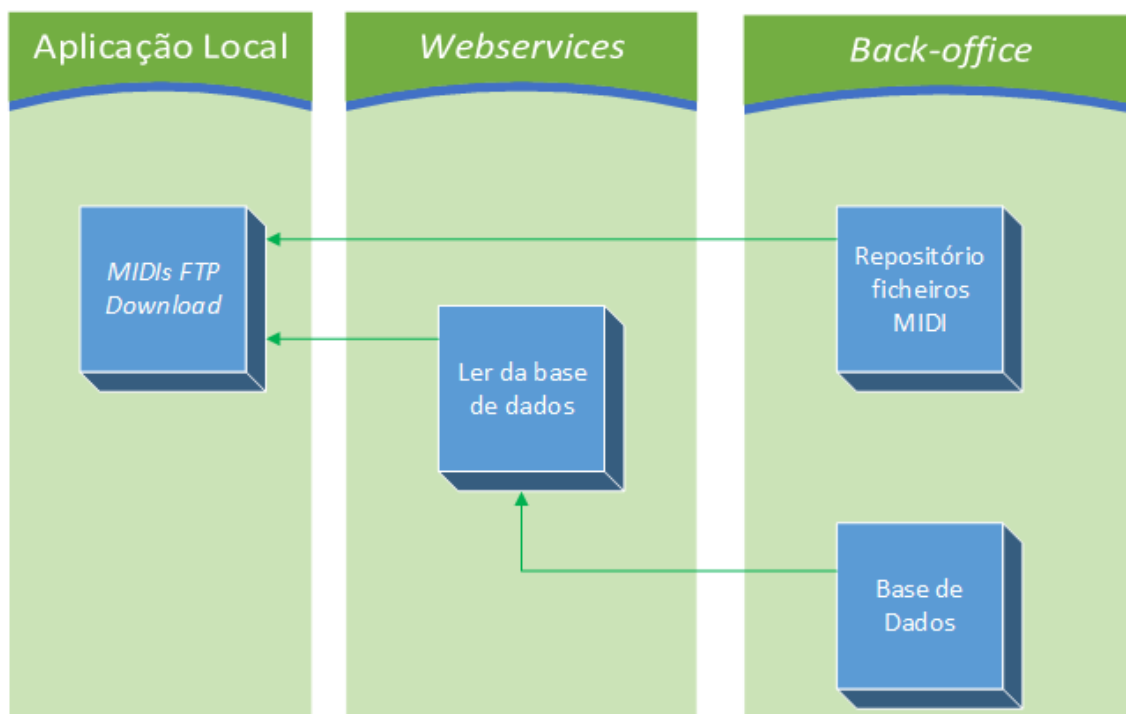 Aplicação Local
Webservices
Back-office
MIDIs FTP
Download
Repositório
ficheiros
MIDI
Ler da base
de dados
Base de
Dados